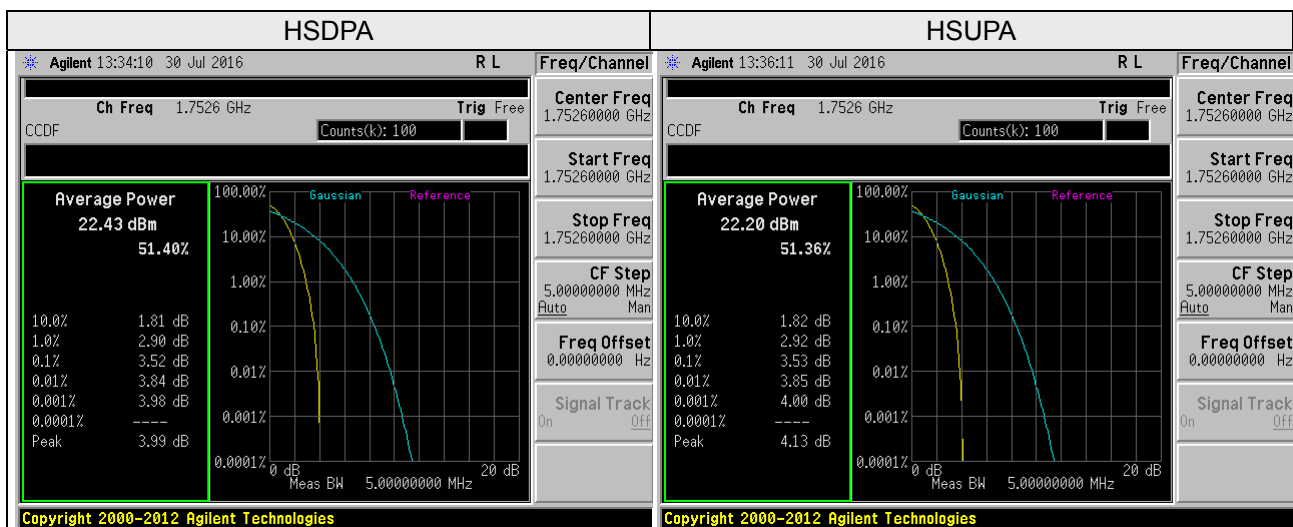 HSDPA
Agilent 13:34:10 30 Jul 2016 R L
Freq/Channel
Ch Freq 1.7526 GHz Trig Free
CCDF
Counts(k): 100
Average Power
22.43 dBm
51.40%
10.0% 1.81 dB
1.0% 2.90 dB
0.1% 3.52 dB
0.01% 3.84 dB
0.001% 3.98 dB
0.0001% ----
Peak 3.99 dB
100.00%
Gaussian Reference
10.00%
1.00%
0.10%
0.01%
0.001%
0.0001%
0 dB 20 dB
Meas BW 5.00000000 MHz
Center Freq
1.75260000 GHz
Start Freq
1.75260000 GHz
Stop Freq
1.75260000 GHz
CF Step
5.00000000 MHz
Auto Man
Freq Offset
0.00000000 Hz
Signal Track
On Off
Copyright 2000-2012 Agilent Technologies
HSUPA
Agilent 13:36:11 30 Jul 2016 R L
Freq/Channel
Ch Freq 1.7526 GHz Trig Free
CCDF
Counts(k): 100
Average Power
22.20 dBm
51.36%
10.0% 1.82 dB
1.0% 2.92 dB
0.1% 3.53 dB
0.01% 3.85 dB
0.001% 4.00 dB
0.0001% ----
Peak 4.13 dB
100.00%
Gaussian Reference
10.00%
1.00%
0.10%
0.01%
0.001%
0.0001%
0 dB 20 dB
Meas BW 5.00000000 MHz
Center Freq
1.75260000 GHz
Start Freq
1.75260000 GHz
Stop Freq
1.75260000 GHz
CF Step
5.00000000 MHz
Auto Man
Freq Offset
0.00000000 Hz
Signal Track
On Off
Copyright 2000-2012 Agilent Technologies